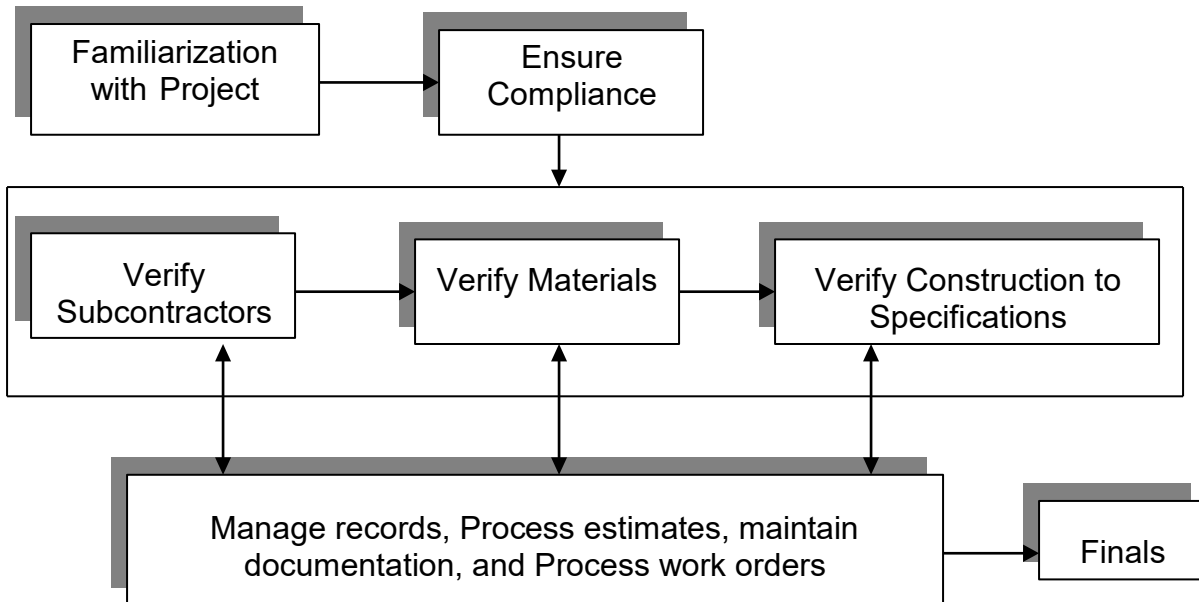 Familiarization
with Project
Ensure
Compliance
Verify
Subcontractors
Verify Materials
Verify Construction to
Specifications
Manage records, Process estimates, maintain
documentation, and Process work orders
Finals